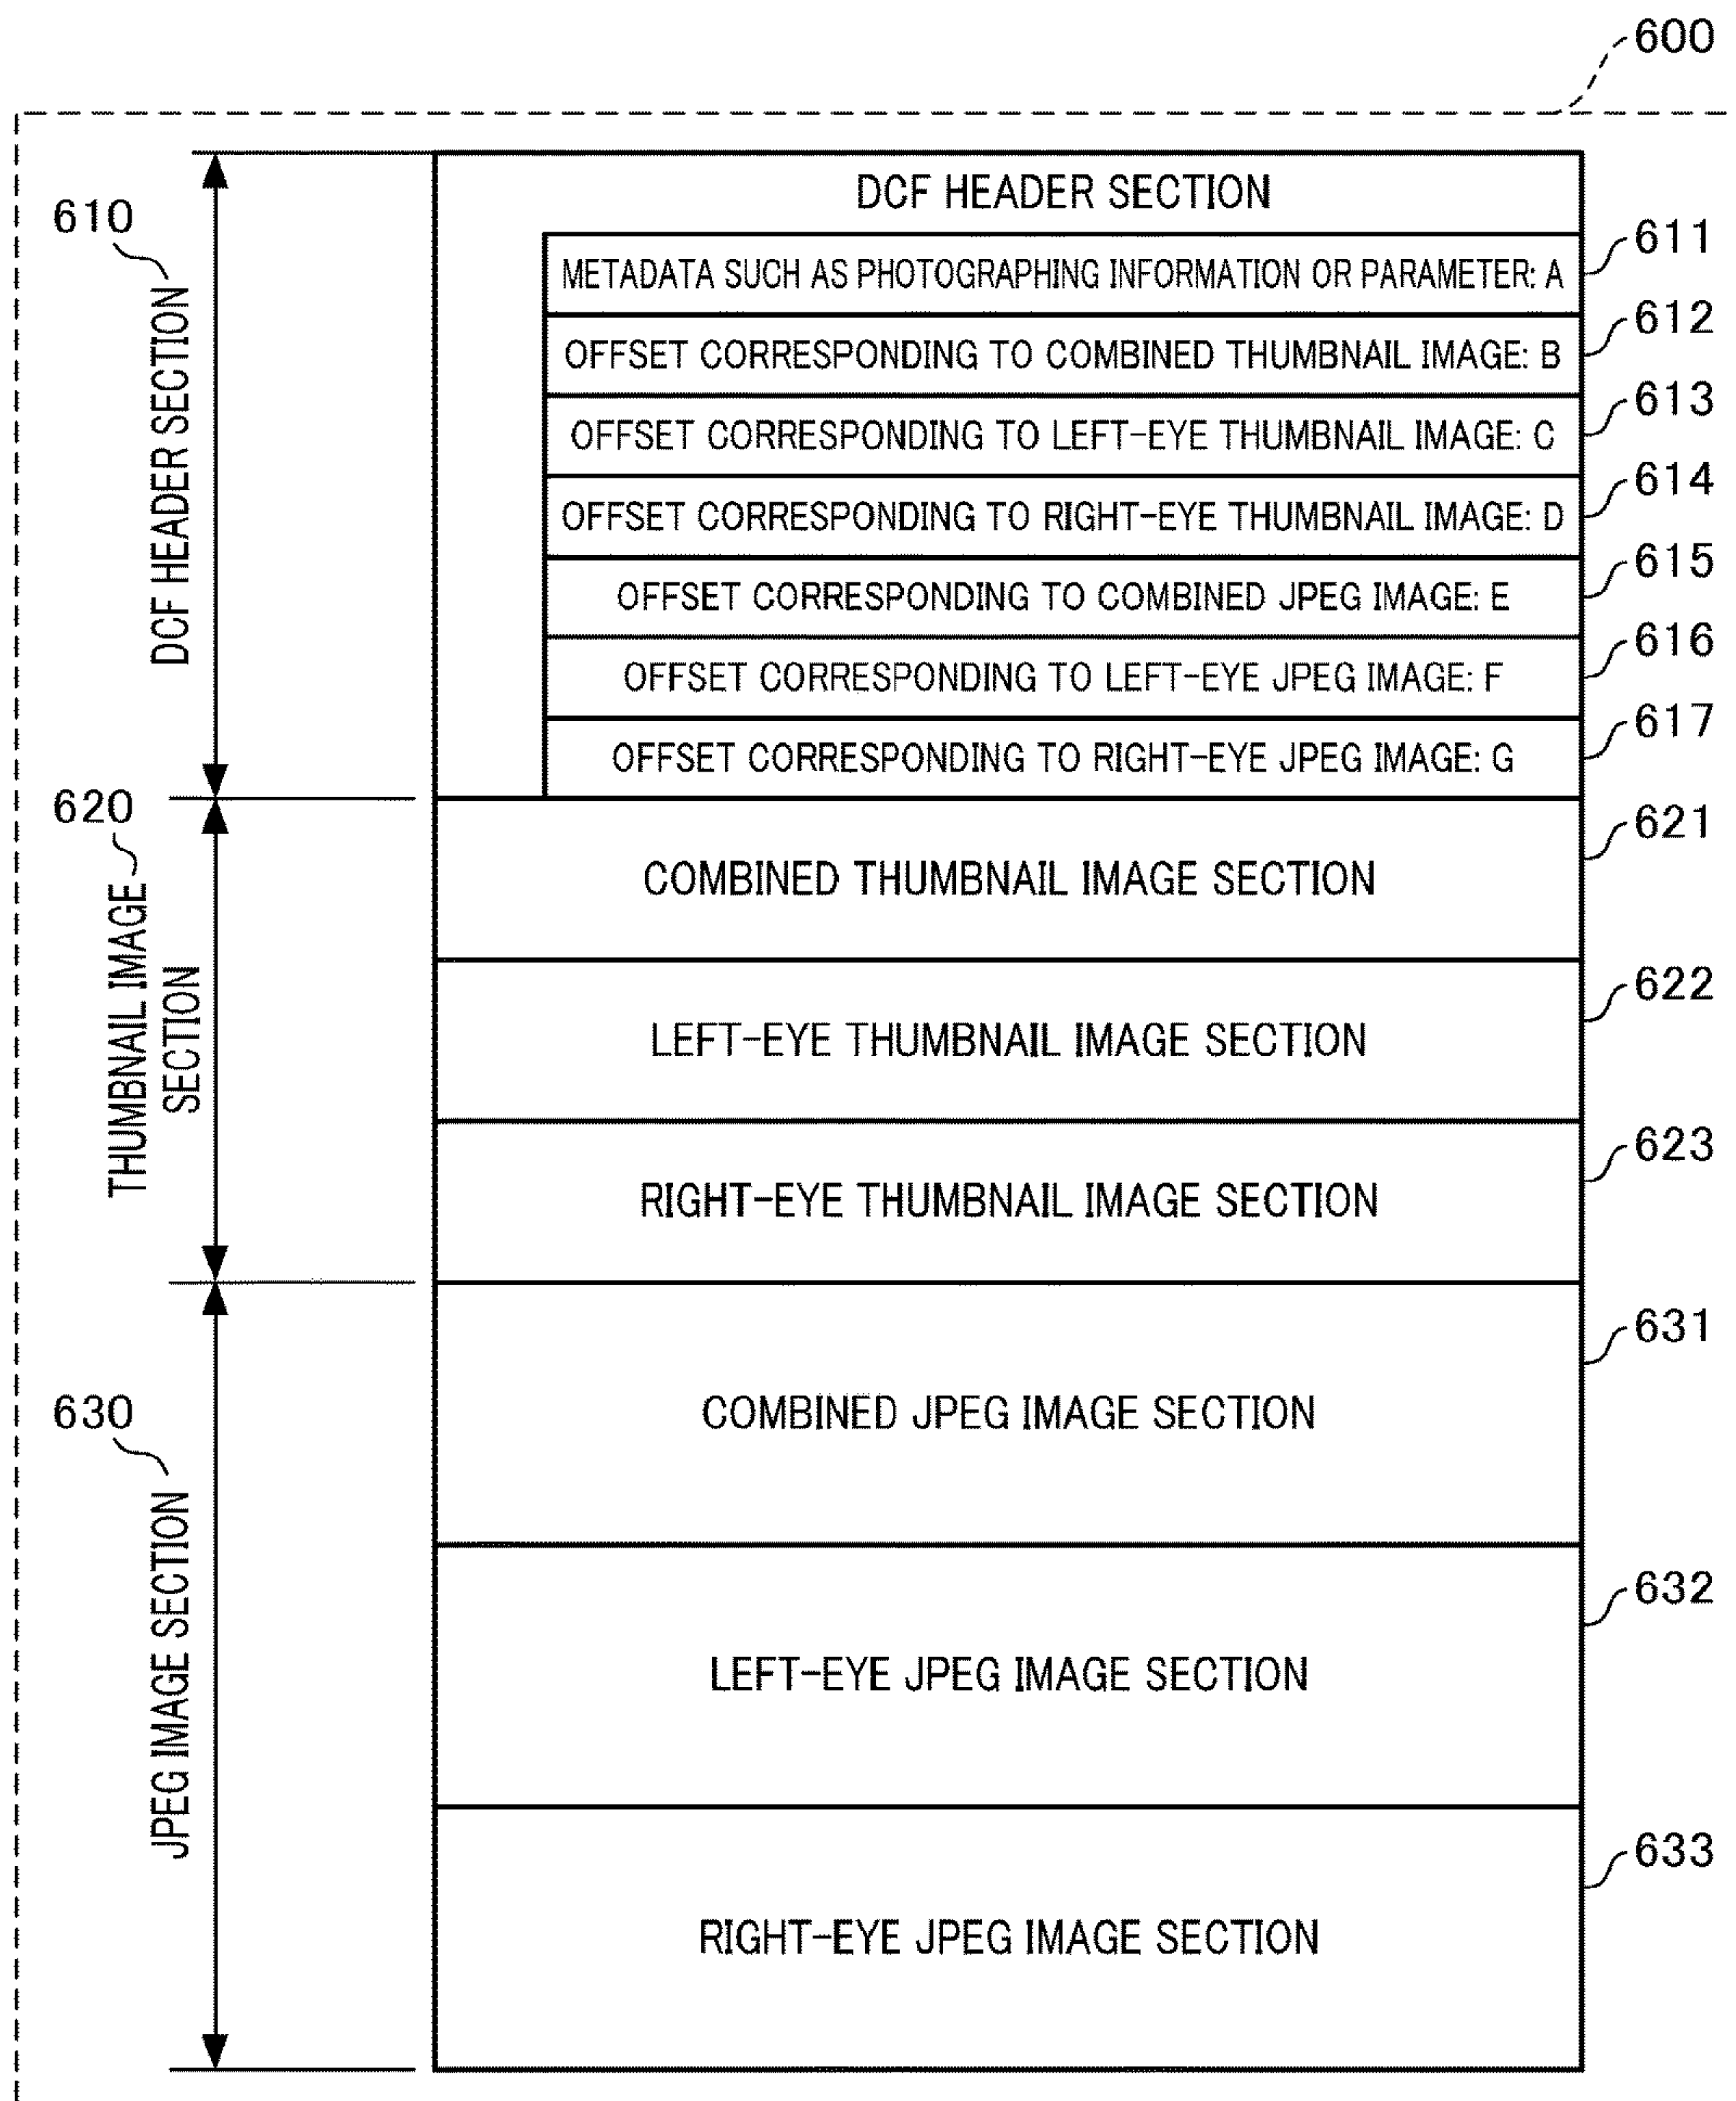 600
610
DCF HEADER SECTION
DCF HEADER SECTION
METADATA SUCH AS PHOTOGRAPHING INFORMATION OR PARAMETER: A
611
OFFSET CORRESPONDING TO COMBINED THUMBNAIL IMAGE: B
612
OFFSET CORRESPONDING TO LEFT-EYE THUMBNAIL IMAGE: C
613
OFFSET CORRESPONDING TO RIGHT-EYE THUMBNAIL IMAGE: D
614
OFFSET CORRESPONDING TO COMBINED JPEG IMAGE: E
615
OFFSET CORRESPONDING TO LEFT-EYE JPEG IMAGE: F
616
OFFSET CORRESPONDING TO RIGHT-EYE JPEG IMAGE: G
617
620
THUMBNAIL IMAGE
SECTION
COMBINED THUMBNAIL IMAGE SECTION
621
LEFT-EYE THUMBNAIL IMAGE SECTION
622
RIGHT-EYE THUMBNAIL IMAGE SECTION
623
630
JPEG IMAGE SECTION
COMBINED JPEG IMAGE SECTION
631
LEFT-EYE JPEG IMAGE SECTION
632
RIGHT-EYE JPEG IMAGE SECTION
633